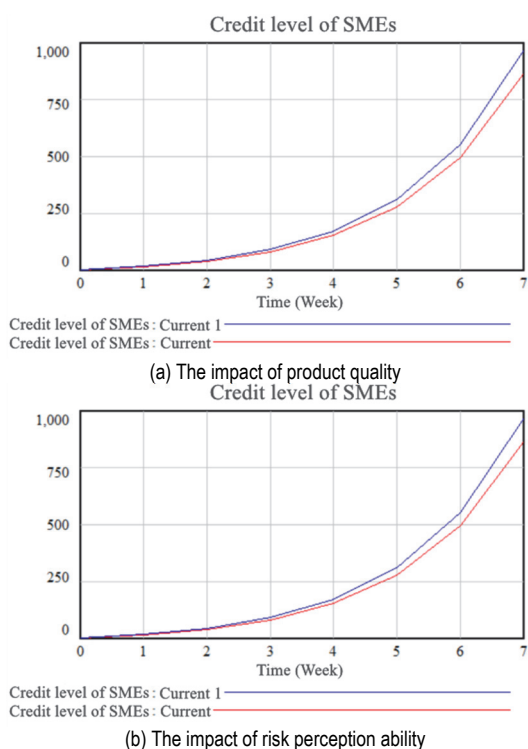 Credit level of SMEs
1,000
750
500
250
0
0 1 2 3 4 5 6 7
Time (Week)
Credit level of SMEs : Current 1
Credit level of SMEs : Current
(a) The impact of product quality
Credit level of SMEs
1,000
750
500
250
0
0 1 2 3 4 5 6 7
Time (Week)
Credit level of SMEs : Current 1
Credit level of SMEs : Current
(b) The impact of risk perception ability